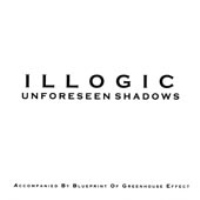 ILLOGIC
UNFORESEEN SHADOWS
ACCOMPANIED BY BLUEPRINT OF GREENHOUSE EFFECT